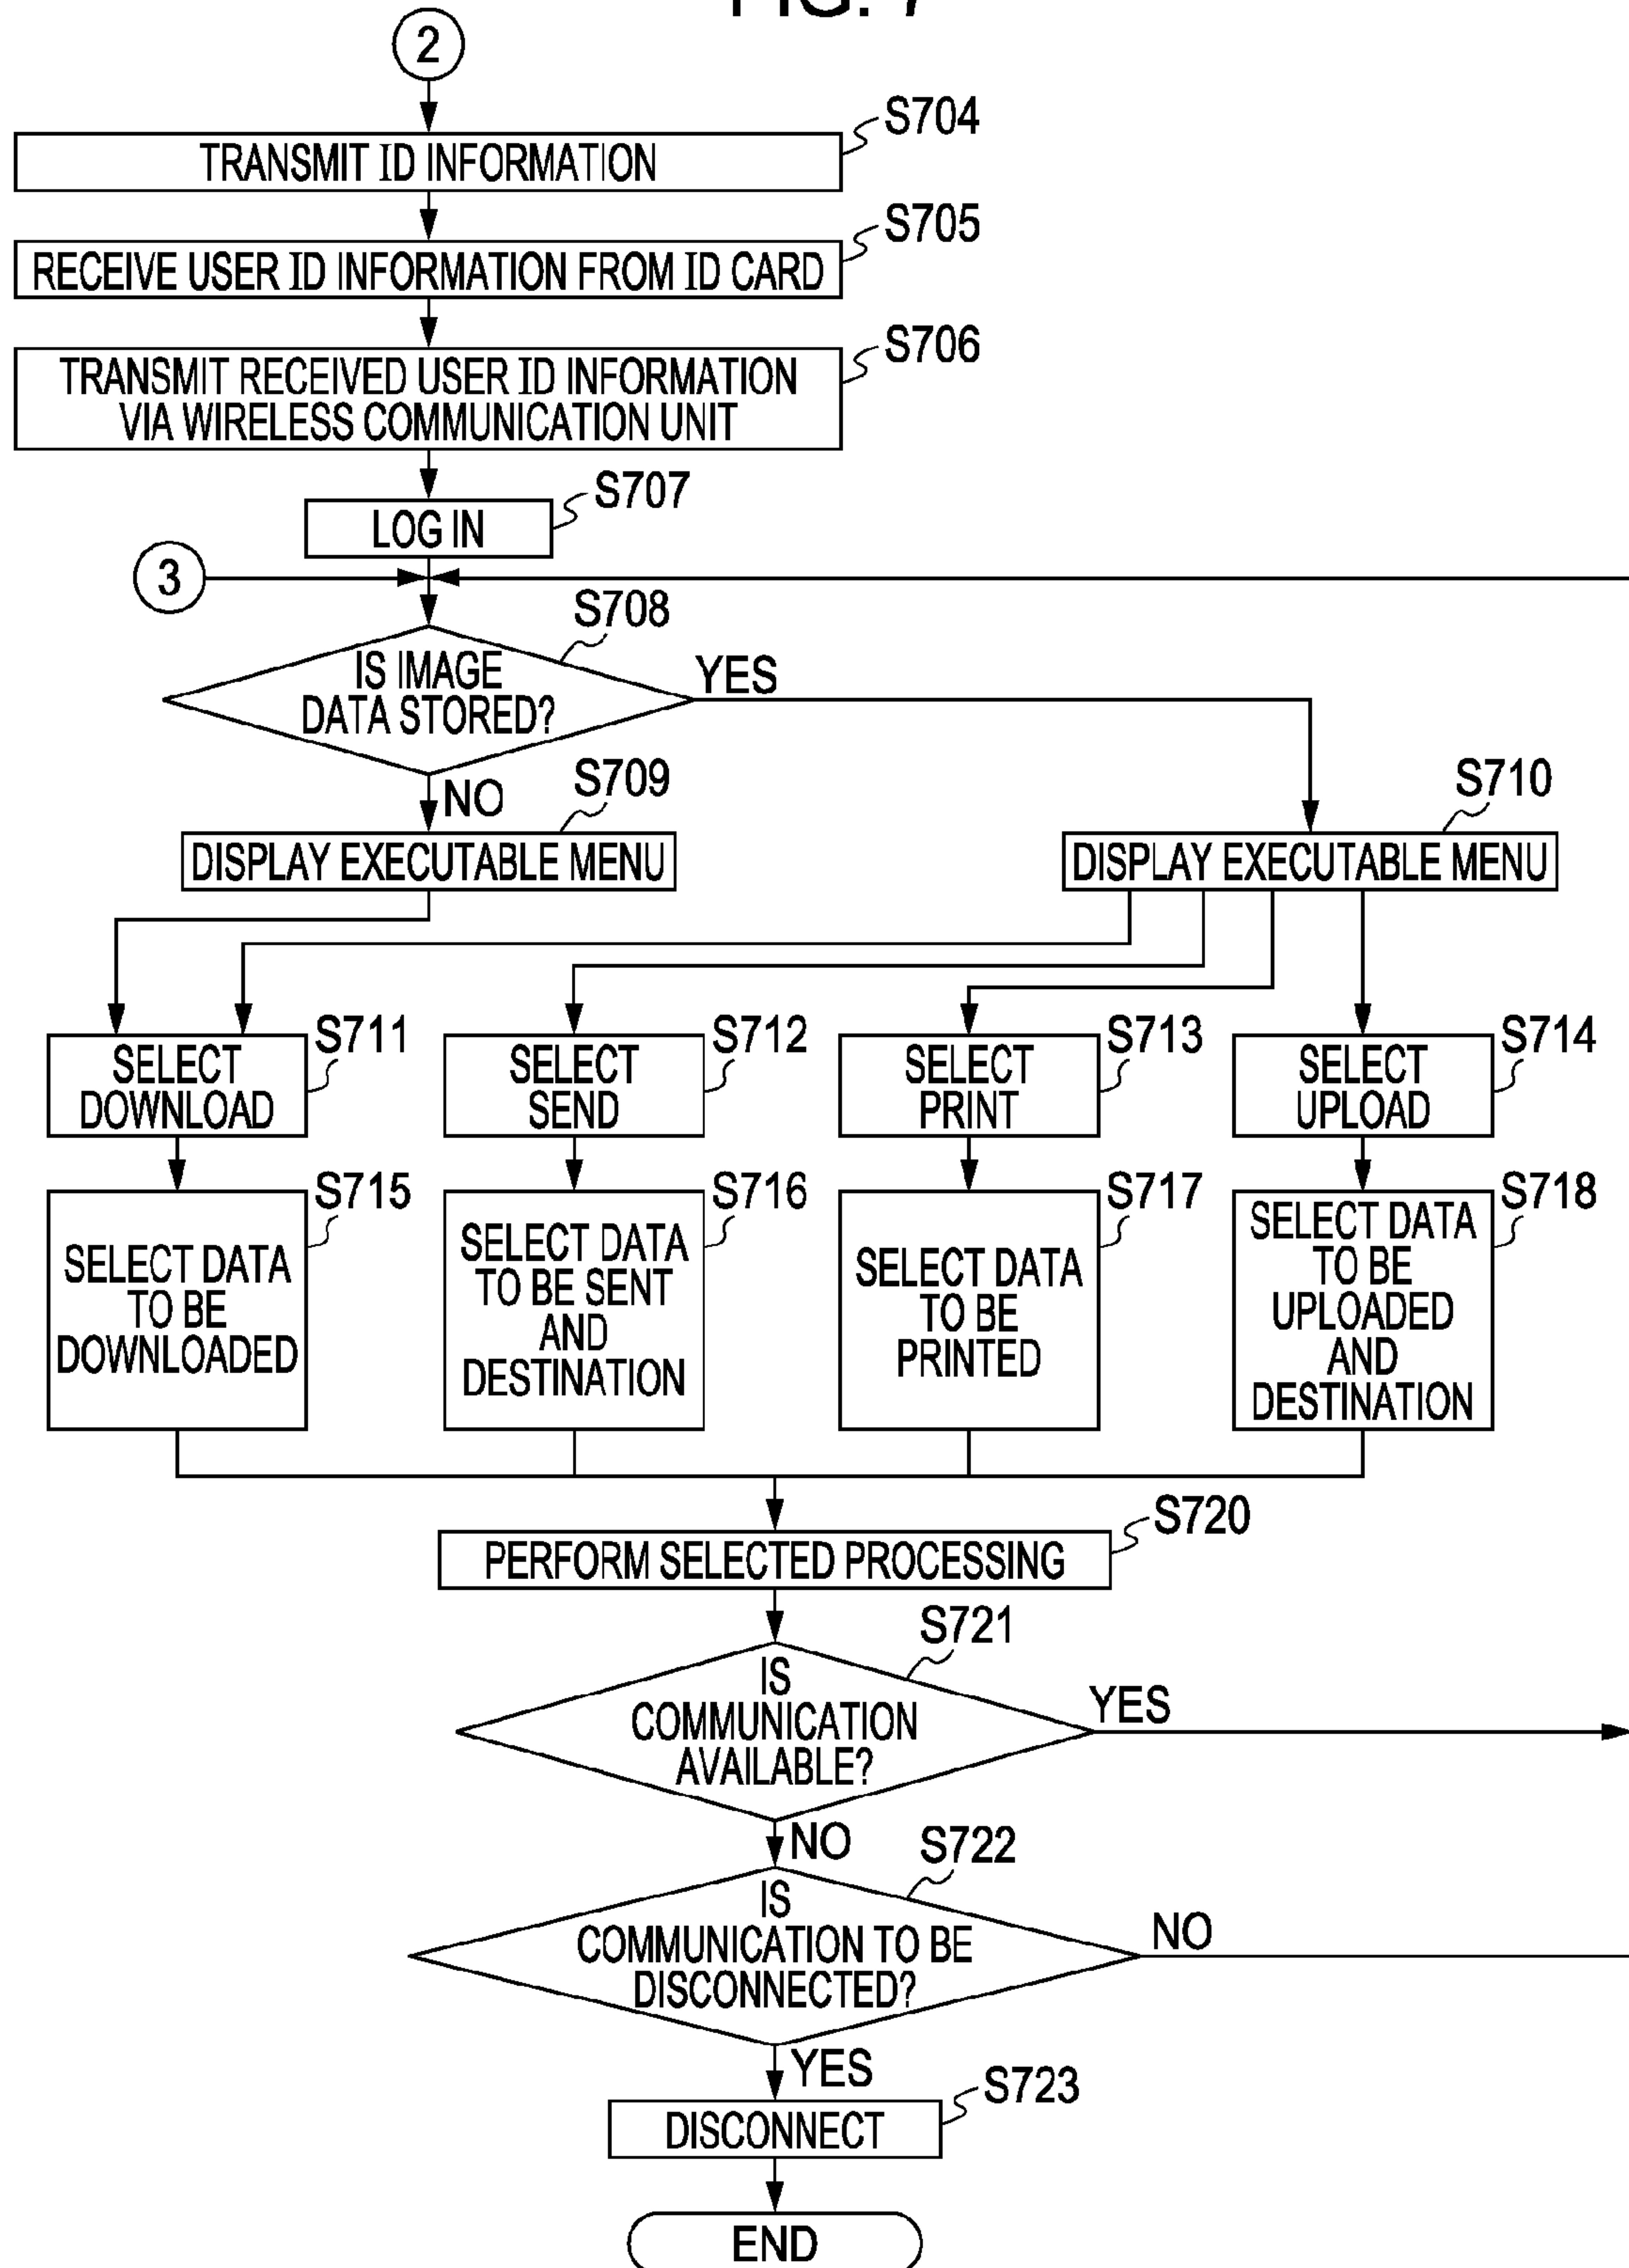 FIG. 7
2
S704
TRANSMIT ID INFORMATION
S705
RECEIVE USER ID INFORMATION FROM ID CARD
S706
TRANSMIT RECEIVED USER ID INFORMATION
VIA WIRELESS COMMUNICATION UNIT
S707
LOG IN
3
S708
IS IMAGE
DATA STORED?
YES
NO
S709
DISPLAY EXECUTABLE MENU
S710
DISPLAY EXECUTABLE MENU
S711
SELECT
DOWNLOAD
S712
SELECT
SEND
S713
SELECT
PRINT
S714
SELECT
UPLOAD
S715
SELECT DATA
TO BE
DOWNLOADED
S716
SELECT DATA
TO BE SENT
AND
DESTINATION
S717
SELECT DATA
TO BE
PRINTED
S718
SELECT DATA
TO BE
UPLOADED
AND
DESTINATION
S720
PERFORM SELECTED PROCESSING
S721
IS
COMMUNICATION
AVAILABLE?
YES
NO
S722
IS
COMMUNICATION TO BE
DISCONNECTED?
NO
YES
S723
DISCONNECT
END